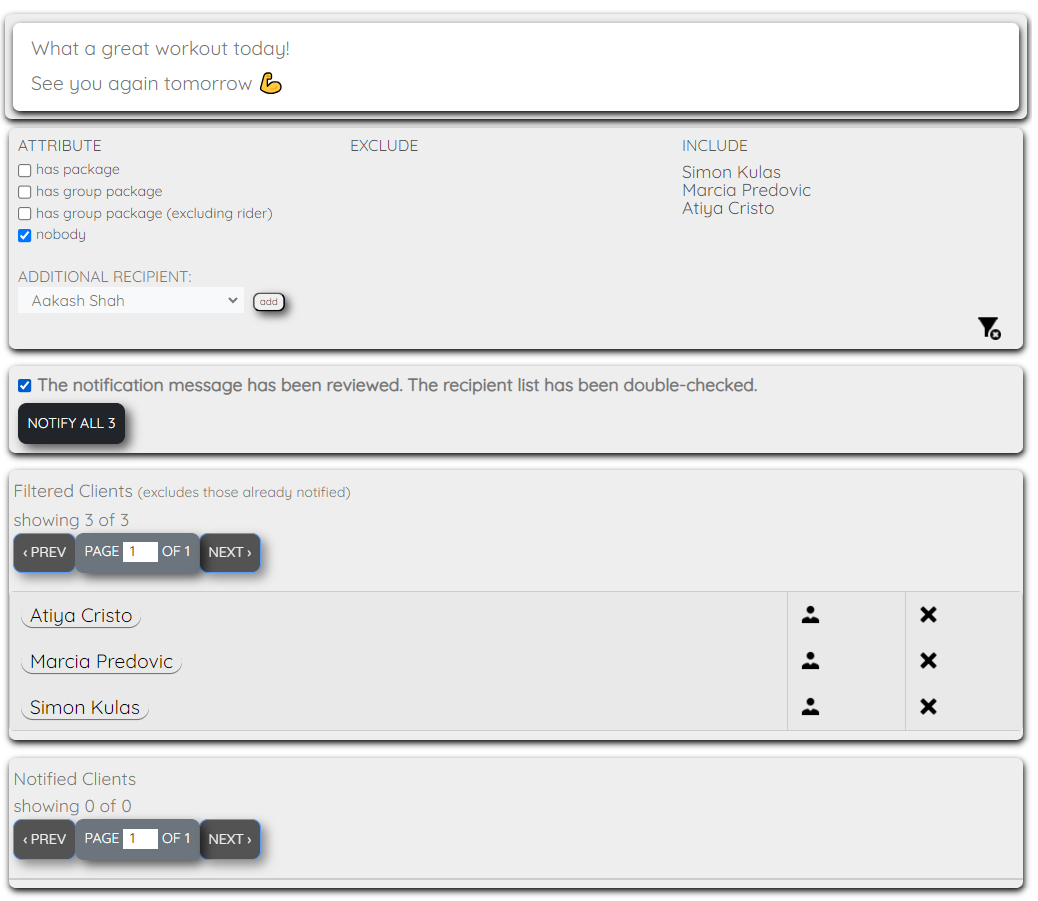 What a great workout today!
See you again tomorrow 💪
ATTRIBUTE
has package
has group package
has group package (excluding rider)
nobody
ADDITIONAL RECIPIENT:
Aakash Shah
add
EXCLUDE
INCLUDE
Simon Kulas
Marcia Predovic
Atiya Cristo
The notification message has been reviewed. The recipient list has been double-checked.
NOTIFY ALL 3
Filtered Clients (excludes those already notified)
showing 3 of 3
‹ PREV PAGE 1 OF 1 NEXT ›
Atiya Cristo
Marcia Predovic
Simon Kulas
Notified Clients
showing 0 of 0
‹ PREV PAGE 1 OF 1 NEXT ›